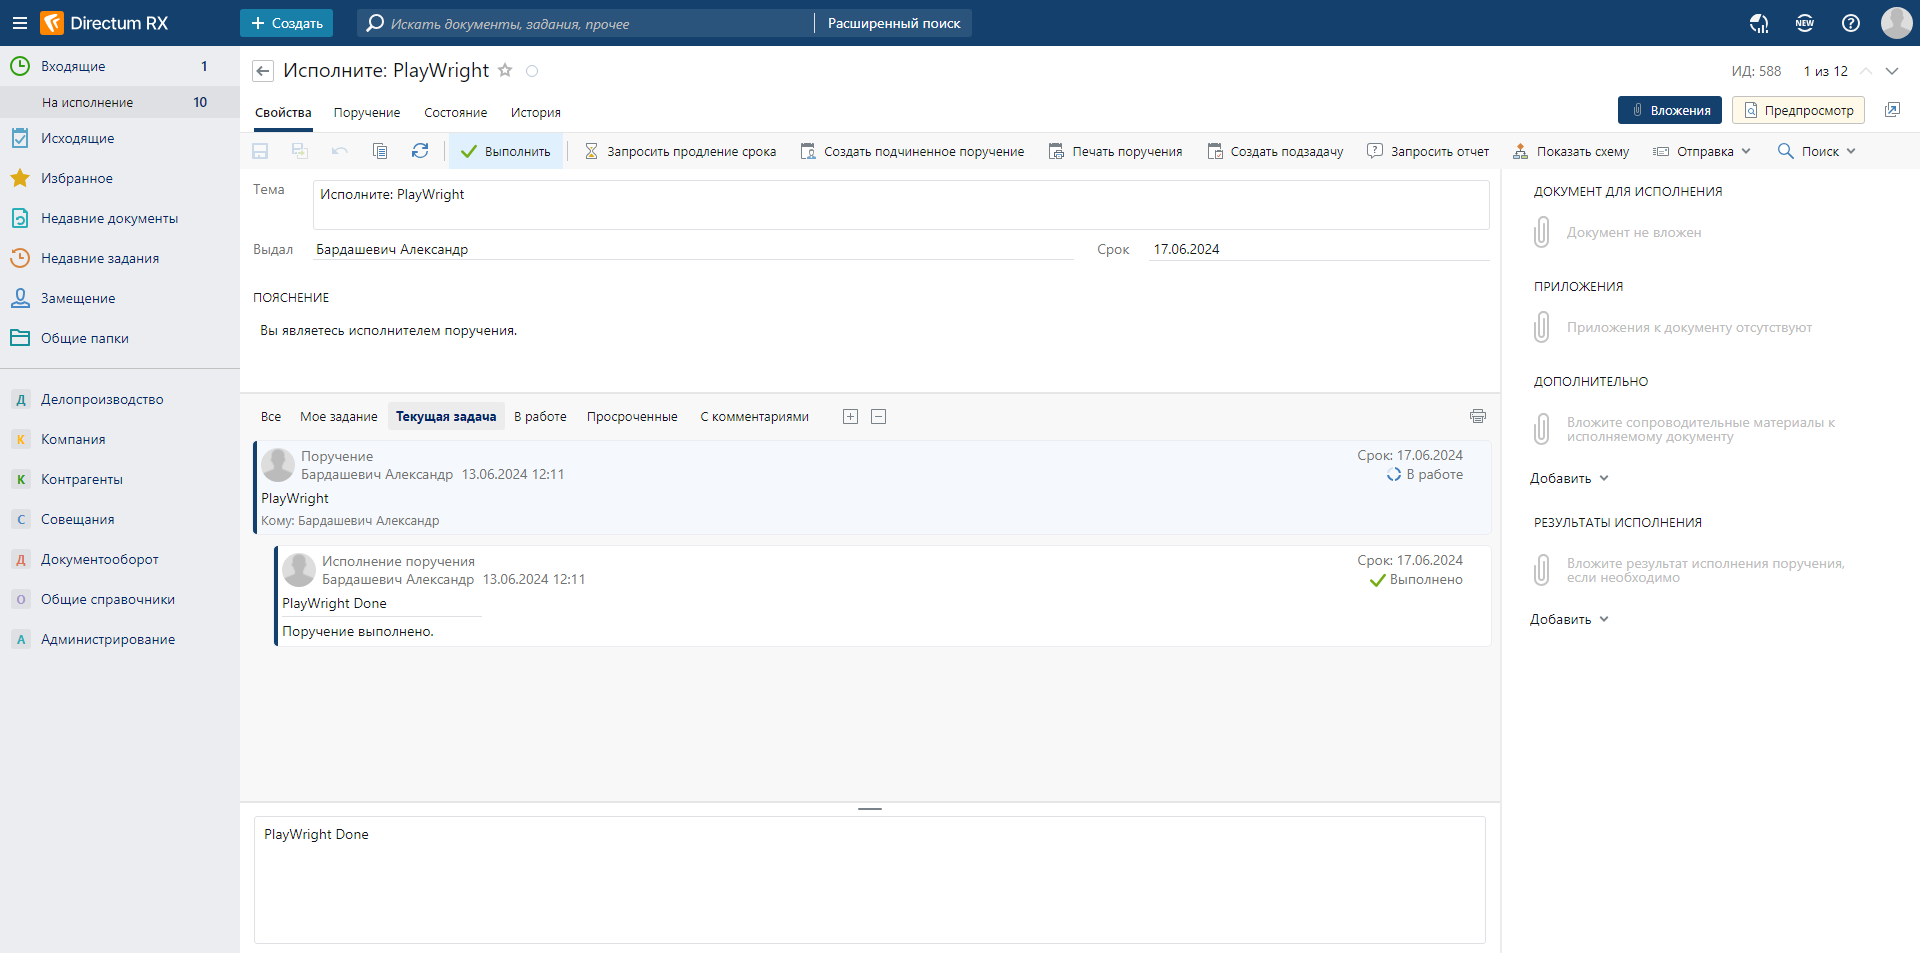 Directum RX
Создать
Искать документы, задания, прочее
Расширенный поиск
NEW
Входящие 1
На исполнение 10
Исходящие
Избранное
Недавние документы
Недавние задания
Замещение
Общие папки
Д Делопроизводство
К Компания
К Контрагенты
С Совещания
Д Документооборот
О Общие справочники
А Администрирование
Исполните: PlayWright
ИД: 588 1 из 12
Свойства Поручение Состояние История
Вложения Предпросмотр
Выполнить Запросить продление срока Создать подчиненное поручение Печать поручения Создать подзадачу Запросить отчет Показать схему Отправка Поиск
Тема Исполните: PlayWright
Выдал Бардашевич Александр Срок 17.06.2024
ПОЯСНЕНИЕ
Вы являетесь исполнителем поручения.
Все Мое задание Текущая задача В работе Просроченные С комментариями
Поручение Срок: 17.06.2024
Бардашевич Александр 13.06.2024 12:11 В работе
PlayWright
Кому: Бардашевич Александр
Исполнение поручения Срок: 17.06.2024
Бардашевич Александр 13.06.2024 12:11 Выполнено
PlayWright Done
Поручение выполнено.
PlayWright Done
ДОКУМЕНТ ДЛЯ ИСПОЛНЕНИЯ
Документ не вложен
ПРИЛОЖЕНИЯ
Приложения к документу отсутствуют
ДОПОЛНИТЕЛЬНО
Вложите сопроводительные материалы к
исполняемому документу
Добавить
РЕЗУЛЬТАТЫ ИСПОЛНЕНИЯ
Вложите результат исполнения поручения,
если необходимо
Добавить